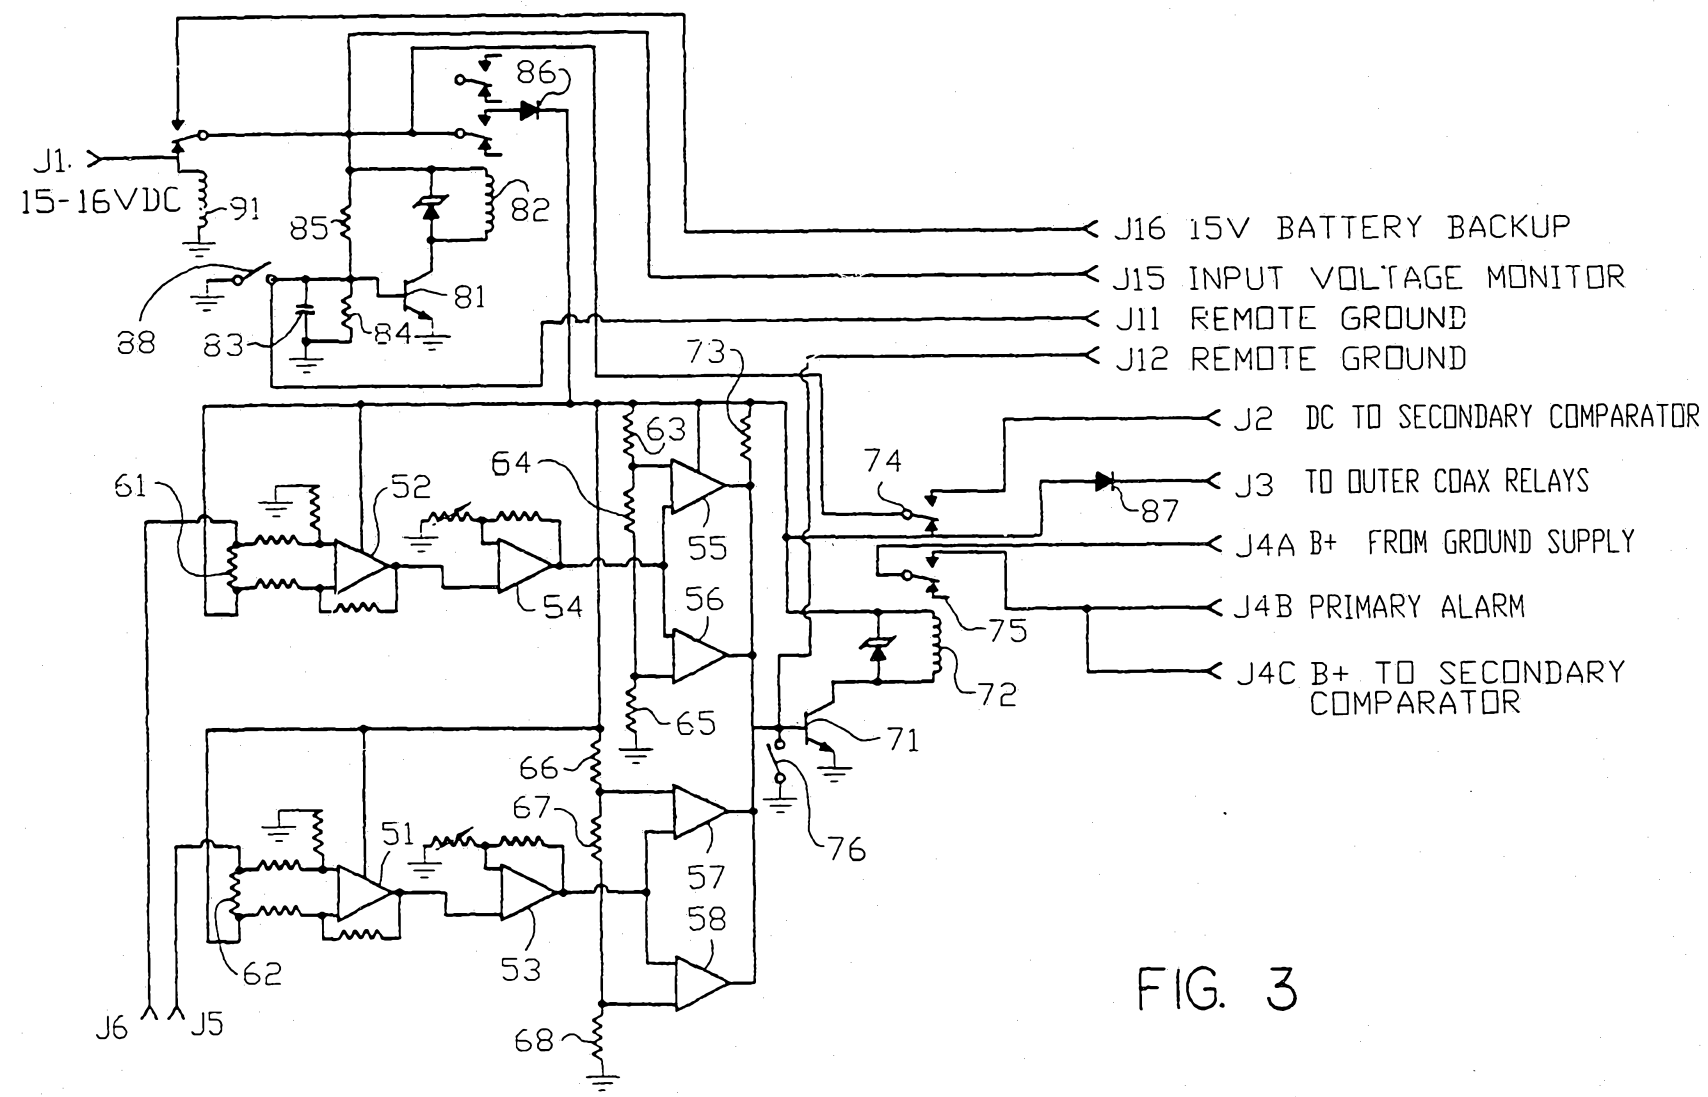 86
J1.
15-16VDC
91
85
82
88
83
84
81
J16 15V BATTERY BACKUP
J15 INPUT VOLTAGE MONITOR
J11 REMOTE GROUND
J12 REMOTE GROUND
73
63
J2 DC TO SECONDARY COMPARATOR
74
64
61
52
J3 TO OUTER COAX RELAYS
87
55
J4A B+ FROM GROUND SUPPLY
54
56
J4B PRIMARY ALARM
75
72
J4C B+ TO SECONDARY
COMPARATOR
65
71
66
67
51
76
57
58
62
53
FIG. 3
J6
J5
68